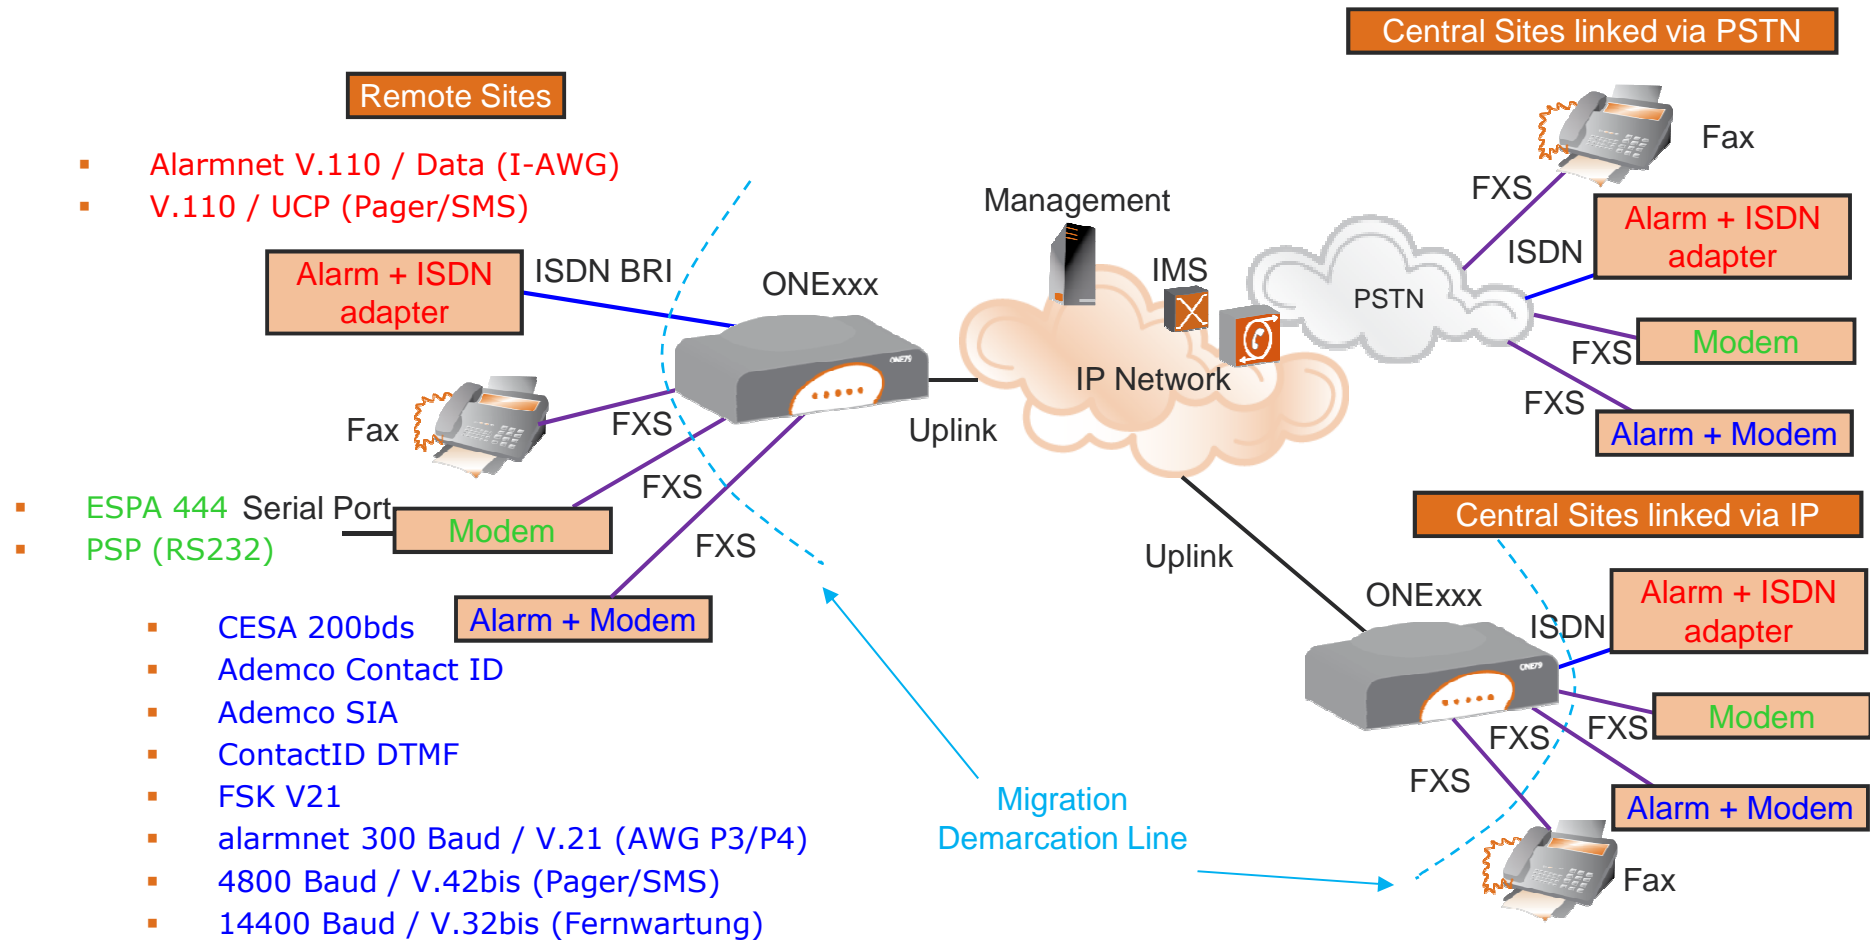 Central Sites linked via PSTN
Remote Sites
Alarmnet V.110 / Data (I-AWG)
V.110 / UCP (Pager/SMS)
Alarm + ISDN
adapter
ISDN BRI
ONExxx
ONE79
Fax
FXS
FXS
FXS
ESPA 444
PSP (RS232)
Serial Port
Modem
Alarm + Modem
CESA 200bds
Ademco Contact ID
Ademco SIA
ContactID DTMF
FSK V21
alarmnet 300 Baud / V.21 (AWG P3/P4)
4800 Baud / V.42bis (Pager/SMS)
14400 Baud / V.32bis (Fernwartung)
Uplink
Management
IMS
IP Network
PSTN
FXS
Fax
ISDN
Alarm + ISDN
adapter
FXS
Modem
FXS
Alarm + Modem
Central Sites linked via IP
Uplink
ONExxx
ONE79
ISDN
Alarm + ISDN
adapter
FXS
Modem
FXS
Alarm + Modem
FXS
Fax
Migration
Demarcation Line